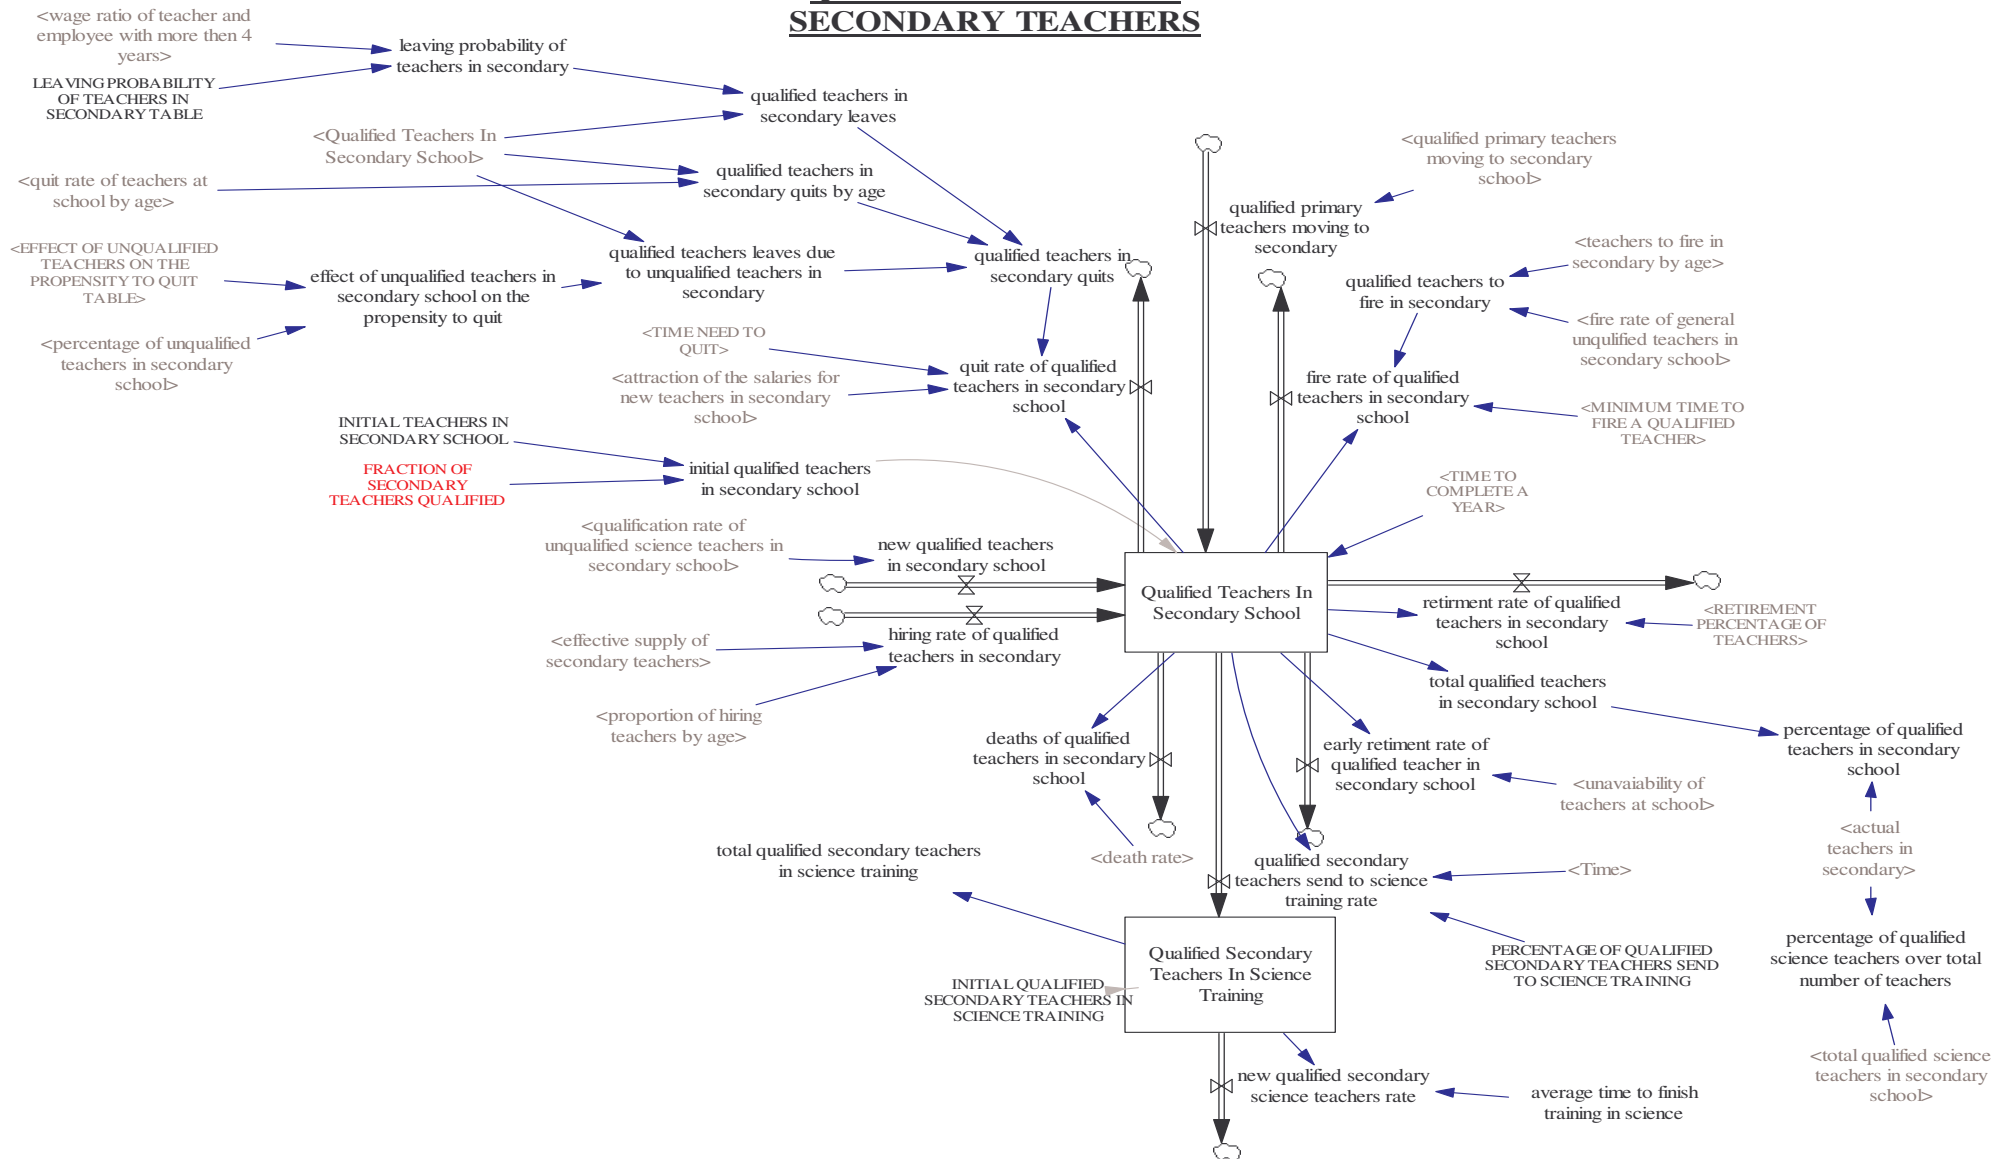 SECONDARY TEACHERS
<wage ratio of teacher and
employee with more then 4
years>
leaving probability of
teachers in secondary
LEAVING PROBABILITY
OF TEACHERS IN
SECONDARY TABLE
qualified teachers in
secondary leaves
<Qualified Teachers In
Secondary School>
<quit rate of teachers at
school by age>
qualified teachers in
secondary quits by age
<EFFECT OF UNQUALIFIED
TEACHERS ON THE
PROPENSITY TO QUIT
TABLE>
effect of unqualified teachers in
secondary school on the
propensity to quit
qualified teachers leaves due
to unqualified teachers in
secondary
qualified teachers in
secondary quits
<percentage of unqualified
teachers in secondary
school>
<TIME NEED TO
QUIT>
<attraction of the salaries for
new teachers in secondary
school>
quit rate of qualified
teachers in secondary
school
<qualified primary teachers
moving to secondary
school>
qualified primary
teachers moving to
secondary
<teachers to fire in
secondary by age>
qualified teachers to
fire in secondary
<fire rate of general
unqulified teachers in
secondary school>
fire rate of qualified
teachers in secondary
school
<MINIMUM TIME TO
FIRE A QUALIFIED
TEACHER>
INITIAL TEACHERS IN
SECONDARY SCHOOL
FRACTION OF
SECONDARY
TEACHERS QUALIFIED
initial qualified teachers
in secondary school
<TIME TO
COMPLETE A
YEAR>
<qualification rate of
unqualified science teachers in
secondary school>
new qualified teachers
in secondary school
Qualified Teachers In
Secondary School
retirment rate of qualified
teachers in secondary
school
<RETIREMENT
PERCENTAGE OF
TEACHERS>
<effective supply of
secondary teachers>
hiring rate of qualified
teachers in secondary
<proportion of hiring
teachers by age>
total qualified teachers
in secondary school
percentage of qualified
teachers in secondary
school
deaths of qualified
teachers in secondary
school
early retiment rate of
qualified teacher in
secondary school
<unavaiability of
teachers at school>
<death rate>
<actual
teachers in
secondary>
total qualified secondary teachers
in science training
qualified secondary
teachers send to science
training rate
<Time>
PERCENTAGE OF QUALIFIED
SECONDARY TEACHERS SEND
TO SCIENCE TRAINING
percentage of qualified
science teachers over total
number of teachers
Qualified Secondary
Teachers In Science
Training
INITIAL QUALIFIED
SECONDARY TEACHERS IN
SCIENCE TRAINING
<total qualified science
teachers in secondary
school>
new qualified secondary
science teachers rate
average time to finish
training in science